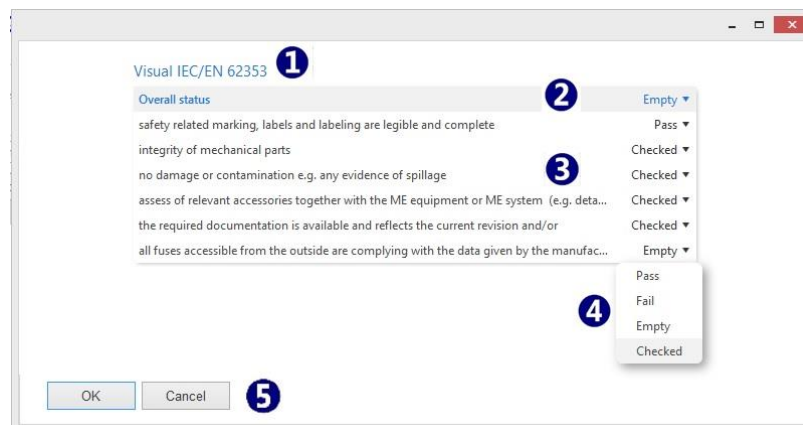 Visual IEC/EN 62353 1
Overall status 2 Empty
safety related marking, labels and labeling are legible and complete Pass
integrity of mechanical parts Checked
no damage or contamination e.g. any evidence of spillage 3 Checked
assess of relevant accessories together with the ME equipment or ME system (e.g. deta... Checked
the required documentation is available and reflects the current revision and/or Checked
all fuses accessible from the outside are complying with the data given by the manufac... Empty
Pass
4 Fail
Empty
Checked
OK Cancel 5